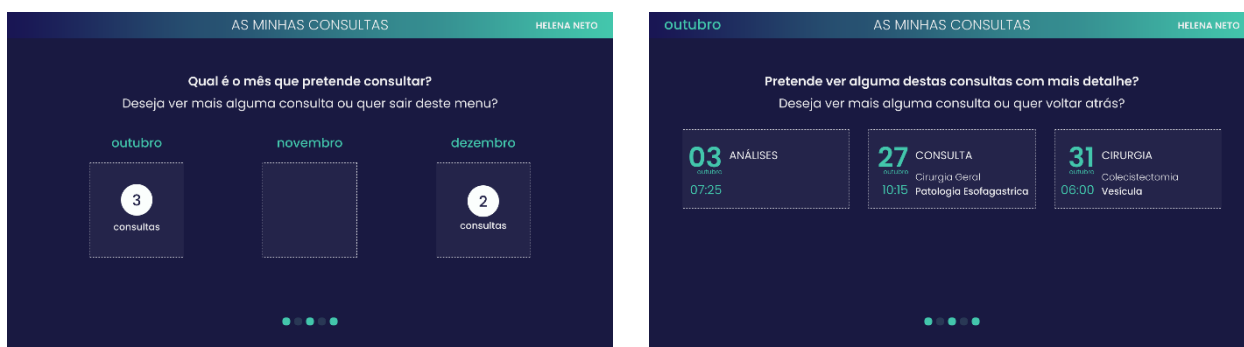 AS MINHAS CONSULTAS
HELENA NETO
Qual é o mês que pretende consultar?
Deseja ver mais alguma consulta ou quer sair deste menu?
outubro
novembro
dezembro
3
consultas
2
consultas
outubro
AS MINHAS CONSULTAS
HELENA NETO
Pretende ver alguma destas consultas com mais detalhe?
Deseja ver mais alguma consulta ou quer voltar atrás?
03
outubro
ANÁLISES
07:25
27
outubro
CONSULTA
Cirurgia Geral
10:15 Patologia Esofagastrica
31
outubro
CIRURGIA
Colecistectomia
06:00 Vesicula